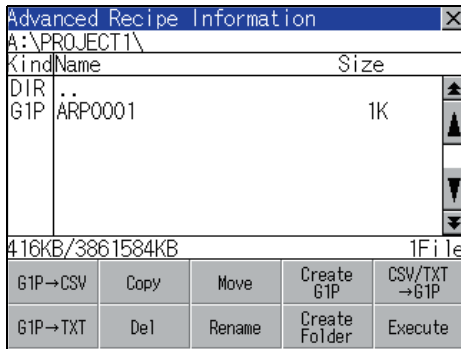 Advanced Recipe Information
A:\PROJECT1\
Kind Name Size
DIR ..
G1P ARP0001 1K
416KB/3861584KB 1File
G1P→CSV Copy Move Create G1P CSV/TXT →G1P
G1P→TXT Del Rename Create Folder Execute